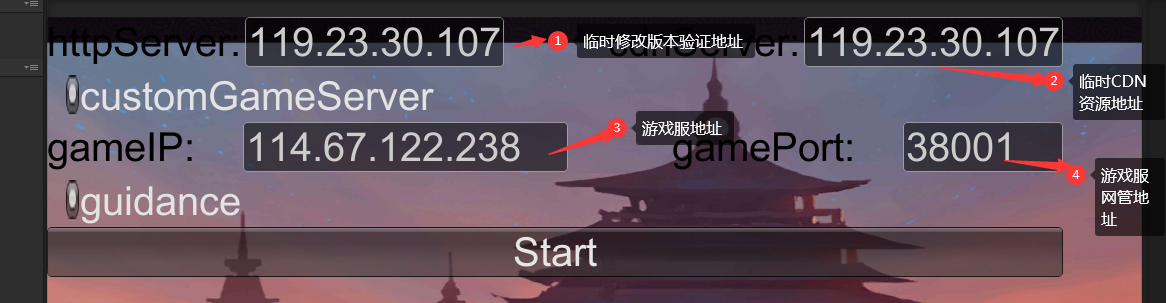 httpServer: 119.23.30.107 1 临时修改版本验证地址 Server: 119.23.30.107
customGameServer 2 临时CDN
资源地址
gameIP: 114.67.122.238 3 游戏服地址 gamePort: 38001
4 游戏服
网管地
址
guidance
Start